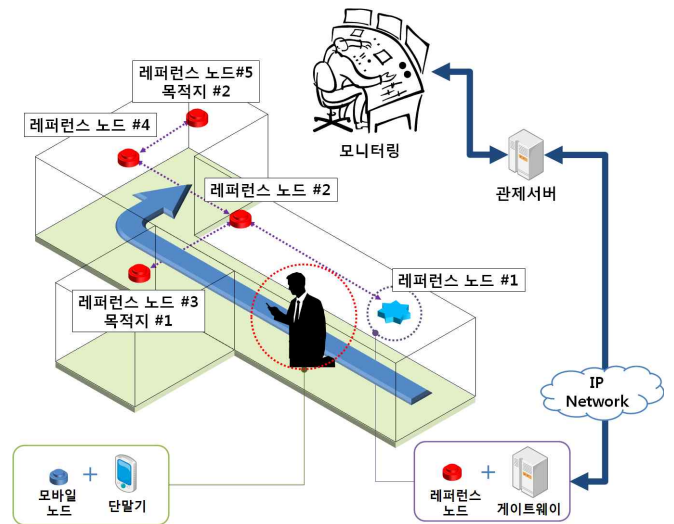 레퍼런스 노드#5
목적지 #2
레퍼런스 노드 #4
모니터링
관제서버
레퍼런스 노드 #2
레퍼런스 노드 #1
레퍼런스 노드 #3
목적지 #1
IP
Network
모바일
노드
+
단말기
레퍼런스
노드
+
게이트웨이